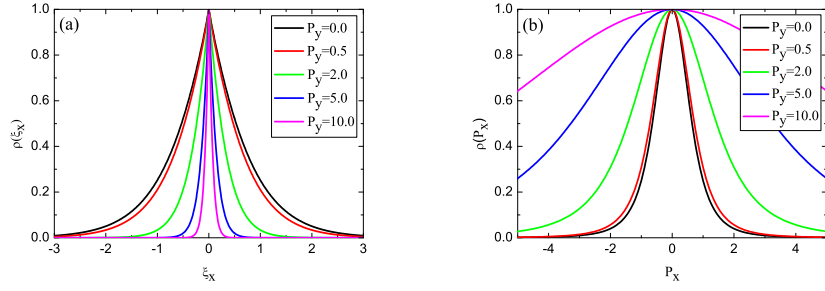 (a)
P_y=0.0
P_y=0.5
P_y=2.0
P_y=5.0
P_y=10.0
ρ(ξ_x)
1.0
0.8
0.6
0.4
0.2
0.0
-3 -2 -1 0 1 2 3
ξ_x
(b)
P_y=0.0
P_y=0.5
P_y=2.0
P_y=5.0
P_y=10.0
ρ(P_x)
1.0
0.8
0.6
0.4
0.2
0.0
-4 -2 0 2 4
P_x